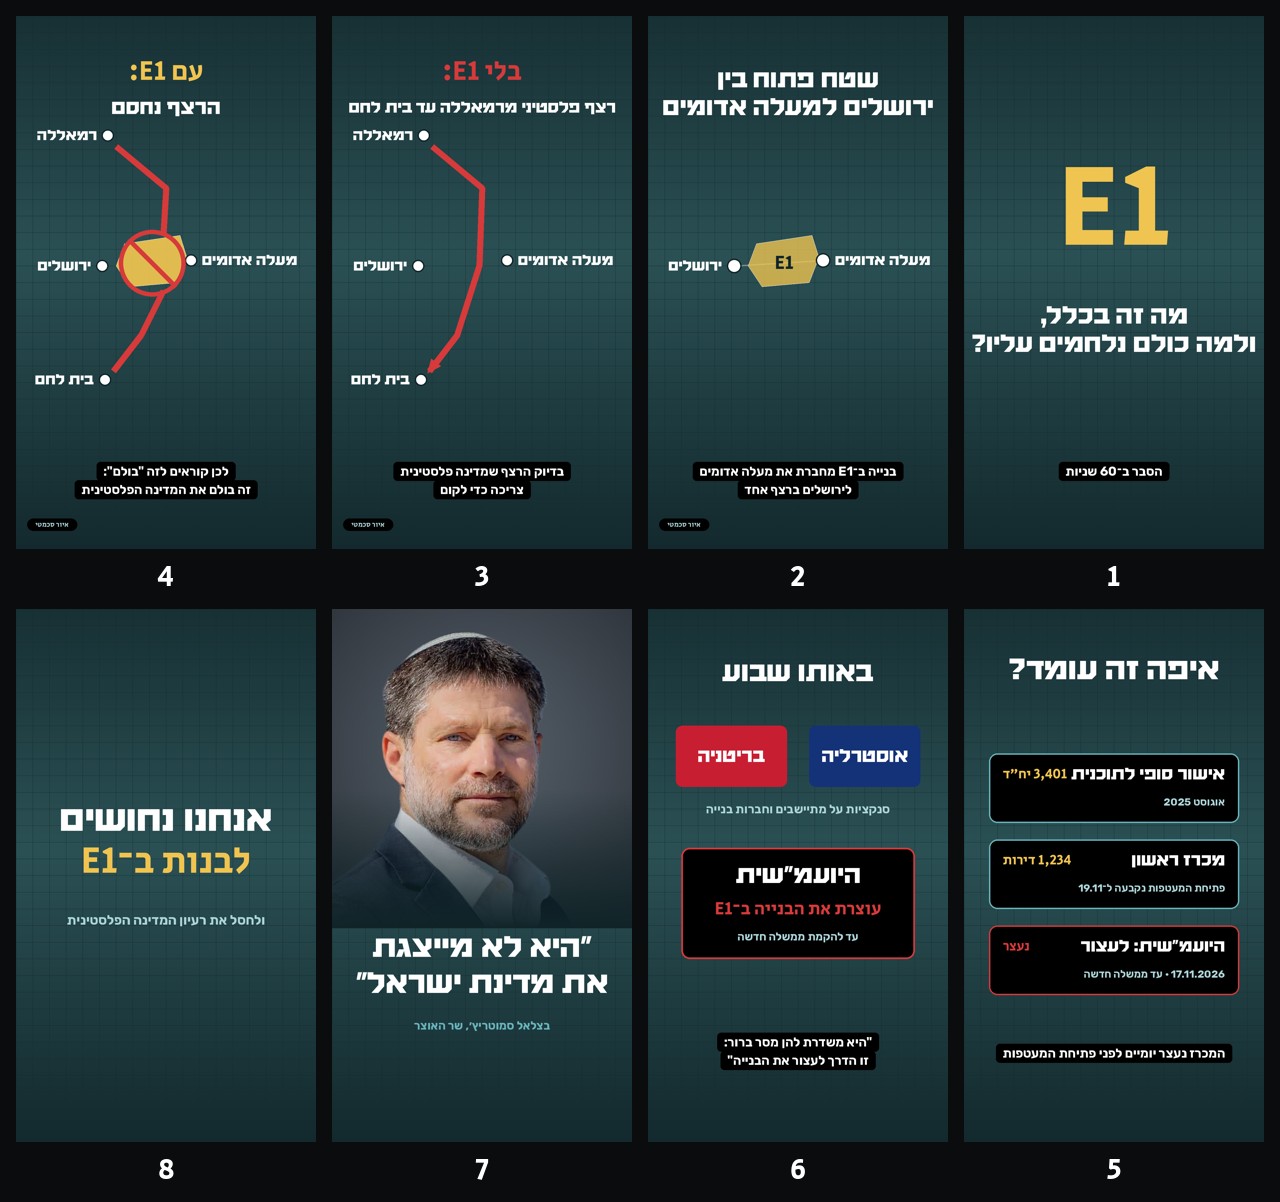 E1
מה זה בכלל,
ולמה כולם נלחמים עליו?
הסבר ב־60 שניות
1
שטח פתוח בין
ירושלים למעלה אדומים
מעלה אדומים
E1
ירושלים
בנייה ב־E1 מחברת את מעלה אדומים
לירושלים ברצף אחד
איור סכמטי
2
בלי E1:
רצף פלסטיני מרמאללה עד בית לחם
רמאללה
מעלה אדומים
ירושלים
בית לחם
בדיוק הרצף שמדינה פלסטינית
צריכה כדי לקום
איור סכמטי
3
עם E1:
הרצף נחסם
רמאללה
מעלה אדומים
ירושלים
בית לחם
לכן קוראים לזה "בולם":
זה בולם את המדינה הפלסטינית
איור סכמטי
4
איפה זה עומד?
אישור סופי לתוכנית 3,401 יח״ד
אוגוסט 2025
מכרז ראשון 1,234 דירות
פתיחת המעטפות נקבעה ל־19.11
היועמ״שית: לעצור נעצר
17.11.2026 • עד ממשלה חדשה
המכרז נעצר יומיים לפני פתיחת המעטפות
5
באותו שבוע
אוסטרליה בריטניה
סנקציות על מתיישבים וחברות בנייה
היועמ״שית
עוצרת את הבנייה ב־E1
עד להקמת ממשלה חדשה
"היא משדרת להן מסר ברור:
זו הדרך לעצור את הבנייה"
6
״היא לא מייצגת
את מדינת ישראל״
בצלאל סמוטריץ׳, שר האוצר
7
אנחנו נחושים
לבנות ב־E1
ולחסל את רעיון המדינה הפלסטינית
8